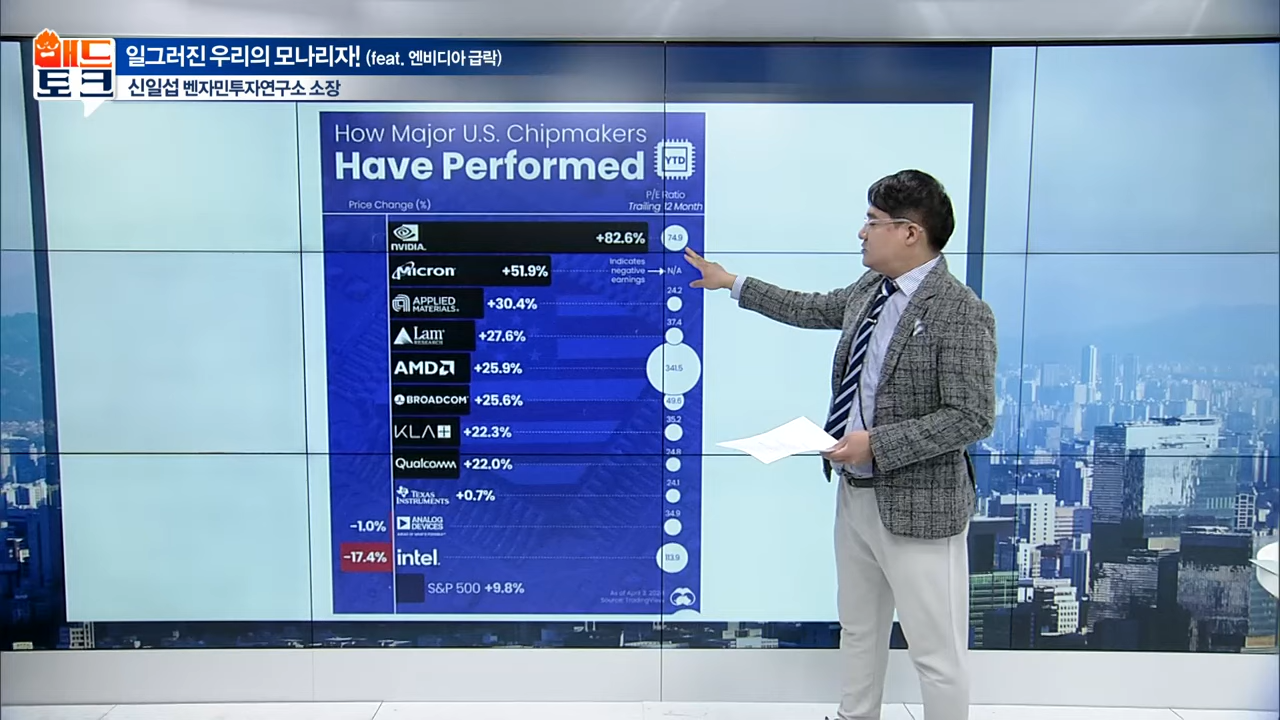 매드토크
일그러진 우리의 모나리자! (feat. 엔비디아 급락)
신일섭 벤자민투자연구소 소장
How Major U.S. Chipmakers
Have Performed
YTD
Price Change (%)
P/E Ratio
Trailing 12 Month
NVIDIA. +82.6% 74.9
Micron +51.9% Indicates negative earnings N/A
APPLIED MATERIALS +30.4% 24.2
Lam RESEARCH +27.6% 37.4
AMD +25.9% 341.5
BROADCOM +25.6% 49.6
KLA +22.3% 35.2
Qualcomm +22.0% 24.8
TEXAS INSTRUMENTS +0.7% 24.1
-1.0% ANALOG DEVICES 34.9
-17.4% intel. 113.9
S&P 500 +9.8%
Source: TradingView